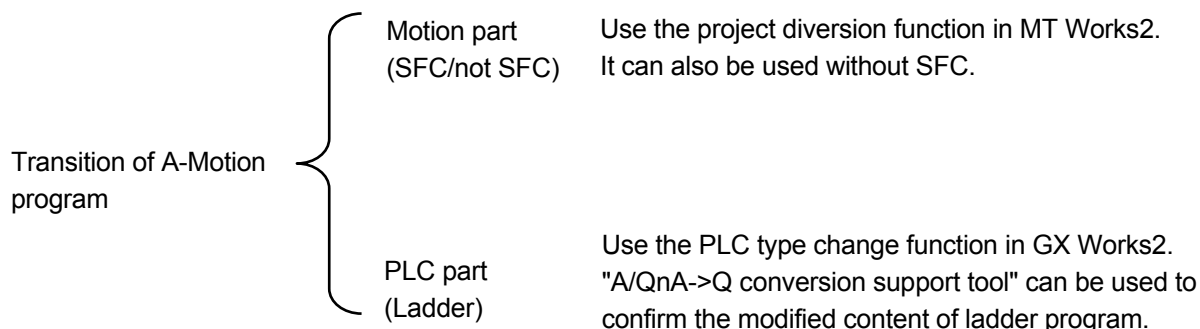 Transition of A-Motion
program
Motion part
(SFC/not SFC)
Use the project diversion function in MT Works2.
It can also be used without SFC.
PLC part
(Ladder)
Use the PLC type change function in GX Works2.
"A/QnA->Q conversion support tool" can be used to
confirm the modified content of ladder program.